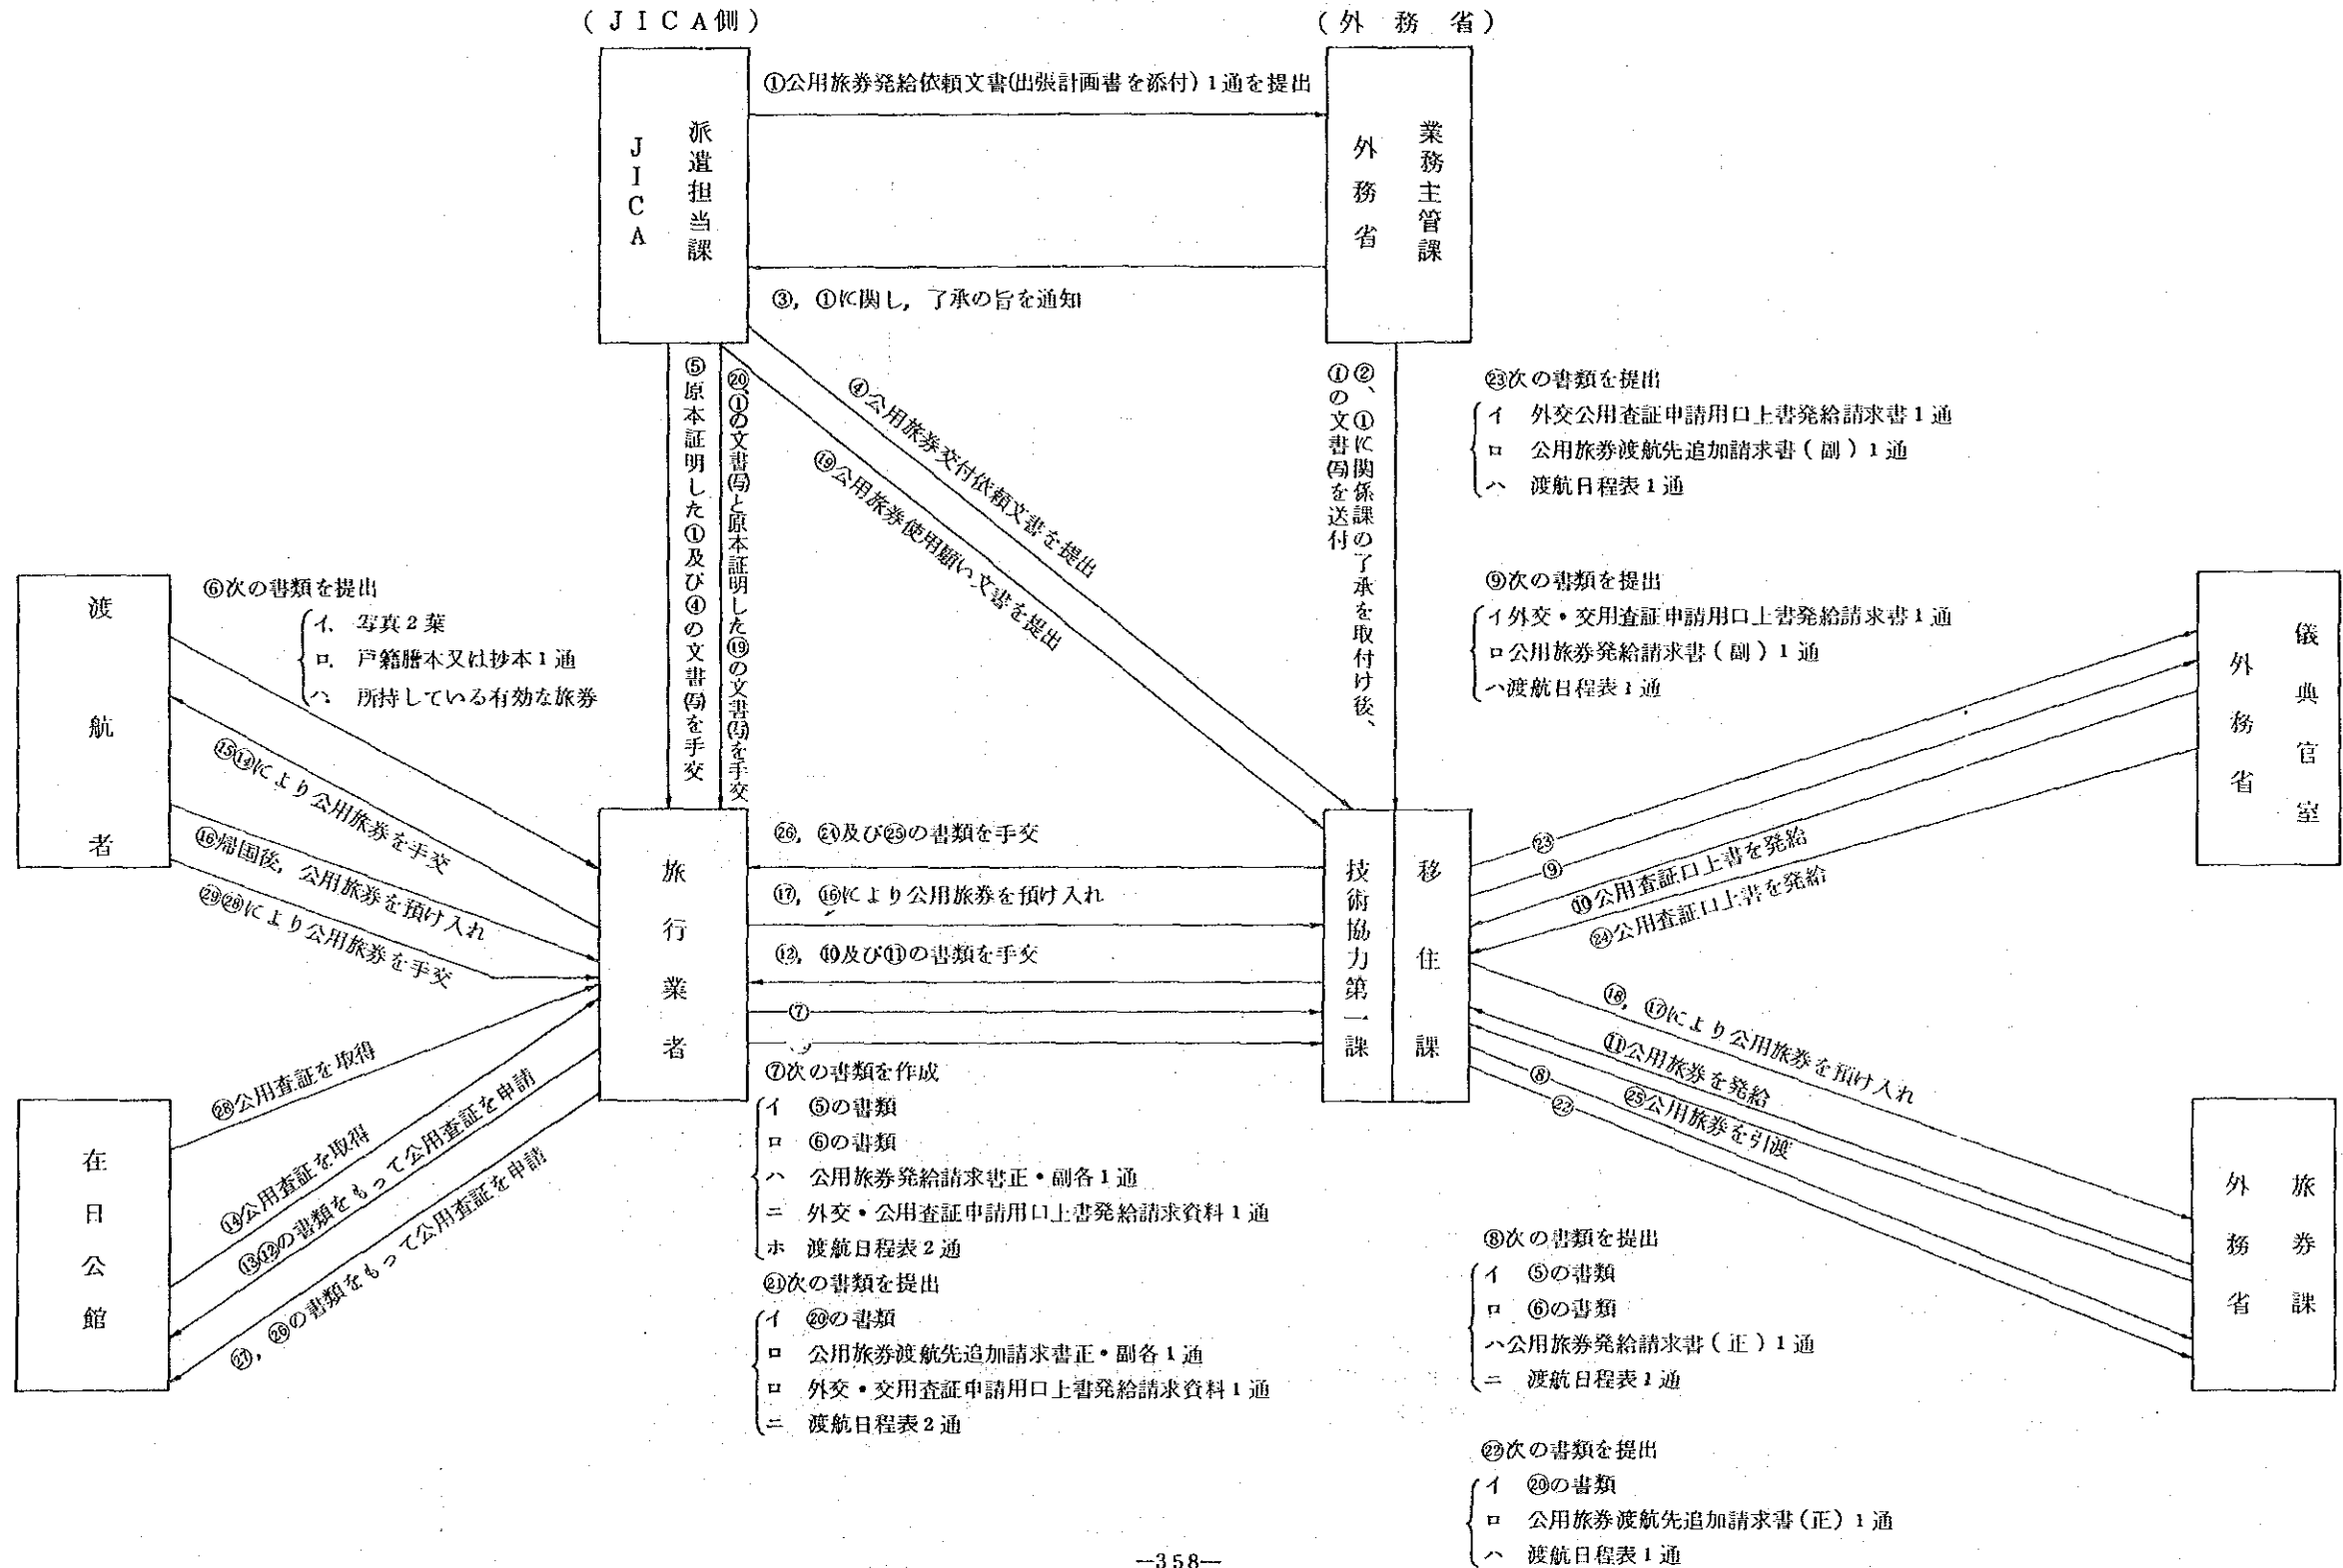 (JICA側)
(外務省)
JICA
派遣担当課
外務省
業務主管課
①公用旅券発給依頼文書(出張計画書を添付)1通を提出
③,①に関し,了承の旨を通知
②、①に関係課の了承を取付け後、
①の文書(写)を送付
④公用旅券交付依頼文書を提出
⑲公用旅券使用願い文書を提出
⑤原本証明した①及び④の文書(写)を手交
⑳、①の文書(写)と原本証明した⑲の文書(写)を手交
㉓次の書類を提出
イ 外交公用査証申請用口上書発給請求書1通
ロ 公用旅券渡航先追加請求書(副)1通
ハ 渡航日程表1通
⑨次の書類を提出
イ外交・交用査証申請用口上書発給請求書1通
ロ公用旅券発給請求書(副)1通
ハ渡航日程表1通
渡航者
⑥次の書類を提出
イ. 写真2葉
ロ. 戸籍謄本又は抄本1通
ハ. 所持している有効な旅券
⑮⑭により公用旅券を手交
⑯帰国後,公用旅券を預け入れ
㉙㉘により公用旅券を手交
旅行業者
㉖,㉔及び㉕の書類を手交
⑰,⑯により公用旅券を預け入れ
⑫,⑩及び⑪の書類を手交
⑦
技術協力第一課
移住課
外務省
儀典官室
㉓
⑨
⑩公用査証口上書を発給
㉔公用査証口上書を発給
⑱,⑰により公用旅券を預け入れ
⑪公用旅券を発給
㉕公用旅券を引渡
⑧
㉒
外務省
旅券課
在日公館
㉘公用査証を取得
⑭公用査証を取得
⑬⑫の書類をもって公用査証を申請
㉗,㉖の書類をもって公用査証を申請
⑦次の書類を作成
イ ⑤の書類
ロ ⑥の書類
ハ 公用旅券発給請求書正・副各1通
ニ 外交・公用査証申請用口上書発給請求資料1通
ホ 渡航日程表2通
㉑次の書類を提出
イ ⑳の書類
ロ 公用旅券渡航先追加請求書正・副各1通
ロ 外交・交用査証申請用口上書発給請求資料1通
ニ 渡航日程表2通
⑧次の書類を提出
イ ⑤の書類
ロ ⑥の書類
ハ公用旅券発給請求書(正)1通
ニ 渡航日程表1通
㉒次の書類を提出
イ ⑳の書類
ロ 公用旅券渡航先追加請求書(正)1通
ハ 渡航日程表1通
—358—